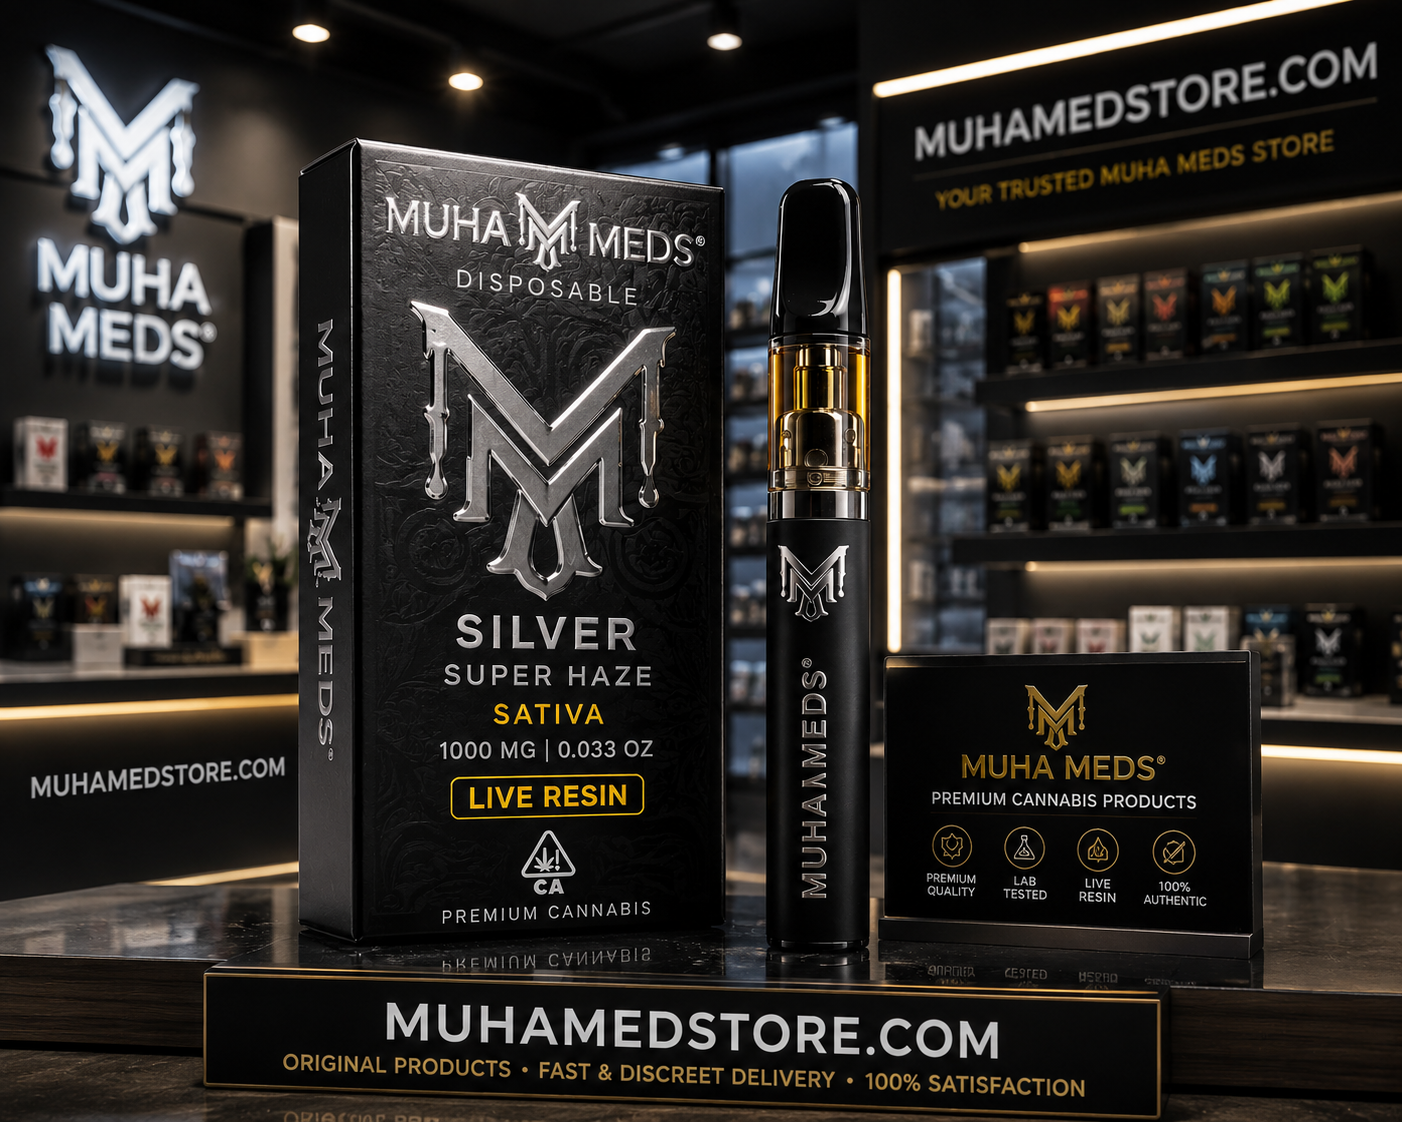 MUHA
MEDS®
MUHAMEDSTORE.COM
YOUR TRUSTED MUHA MEDS STORE
MUHAMEDSTORE.COM
MUHA MEDS®
MUHA MEDS®
DISPOSABLE
SILVER
SUPER HAZE
SATIVA
1000 MG | 0.033 OZ
LIVE RESIN
CA
PREMIUM CANNABIS
MUHAMEDS®
MUHA MEDS®
PREMIUM CANNABIS PRODUCTS
PREMIUM
QUALITY
LAB
TESTED
LIVE
RESIN
100%
AUTHENTIC
MUHAMEDSTORE.COM
ORIGINAL PRODUCTS • FAST & DISCREET DELIVERY • 100% SATISFACTION